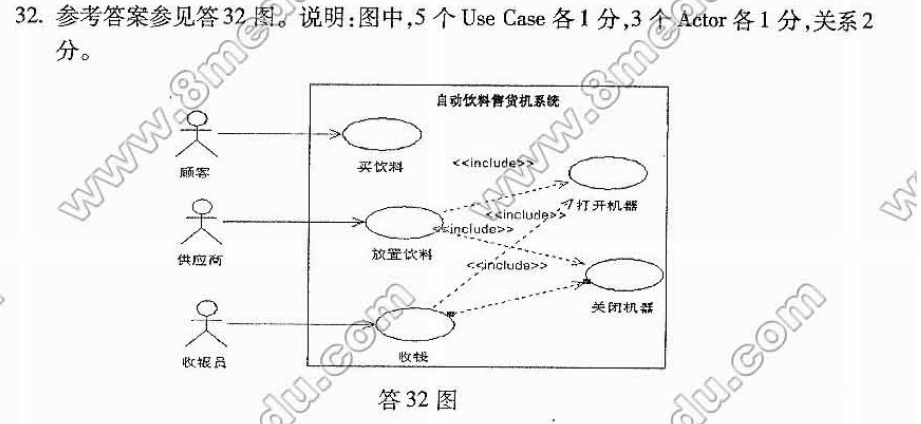 32. 参考答案参见答32图。说明:图中,5个Use Case各1分,3个Actor各1分,关系2
分。
自动饮料售货机系统
顾客
买饮料
<<include>>
打开机器
<<include>>
<<include>>
供应商
放置饮料
<<include>>
关闭机器
收银员
收钱
答32图
www.8medu.com